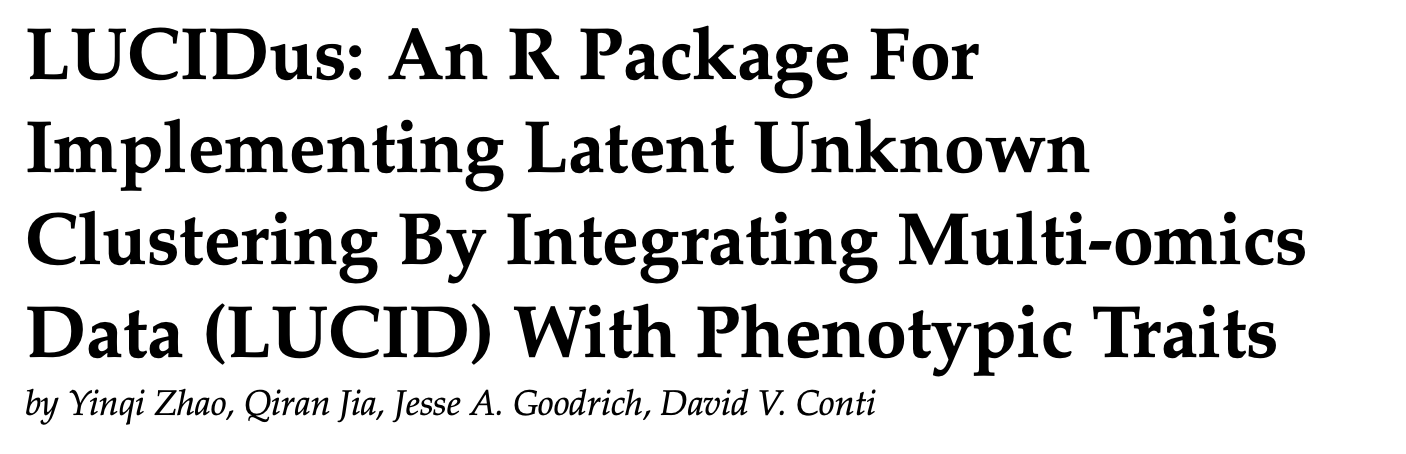 LUCIDus: An R Package For
Implementing Latent Unknown
Clustering By Integrating Multi-omics
Data (LUCID) With Phenotypic Traits
by Yinqi Zhao, Qiran Jia, Jesse A. Goodrich, David V. Conti